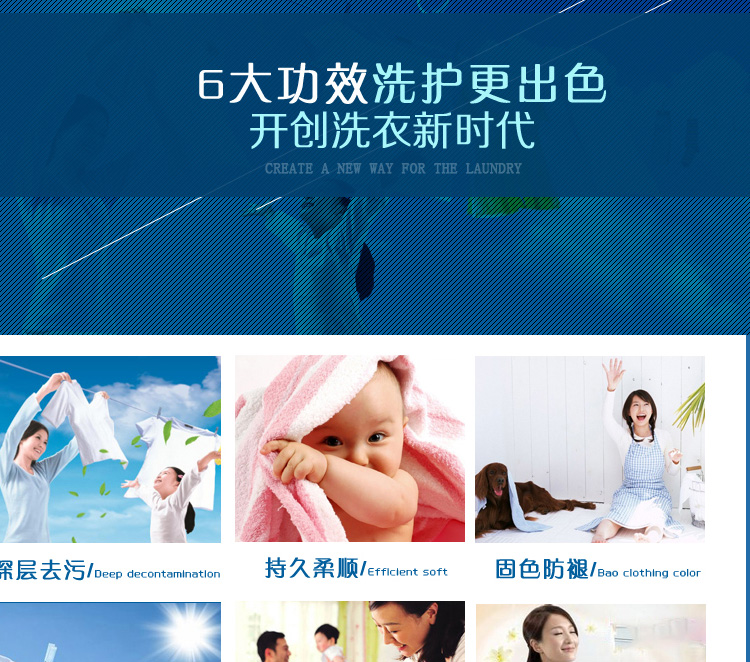 6大功效洗护更出色
开创洗衣新时代
CREATE A NEW WAY FOR THE LAUNDRY
深层去污/Deep decontamination
持久柔顺/Efficient soft
固色防褪/Bao clothing color